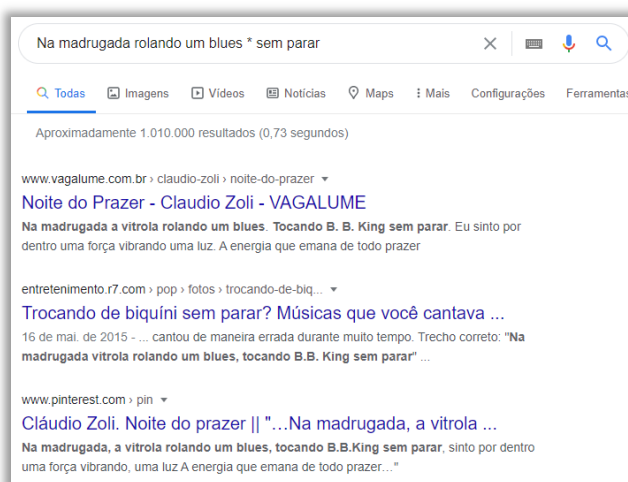 Na madrugada rolando um blues * sem parar
Todas Imagens Vídeos Notícias Maps Mais Configurações Ferramentas
Aproximadamente 1.010.000 resultados (0,73 segundos)
www.vagalume.com.br › claudio-zoli › noite-do-prazer
Noite do Prazer - Claudio Zoli - VAGALUME
Na madrugada a vitrola rolando um blues. Tocando B. B. King sem parar. Eu sinto por
dentro uma força vibrando uma luz. A energia que emana de todo prazer
entretenimento.r7.com › pop › fotos › trocando-de-biq...
Trocando de biquíni sem parar? Músicas que você cantava ...
16 de mai. de 2015 - ... cantou de maneira errada durante muito tempo. Trecho correto: "Na
madrugada vitrola rolando um blues, tocando B.B. King sem parar" ...
www.pinterest.com › pin
Cláudio Zoli. Noite do prazer || "…Na madrugada, a vitrola ...
Na madrugada, a vitrola rolando um blues, tocando B.B.King sem parar, sinto por dentro
uma força vibrando, uma luz A energia que emana de todo prazer…"